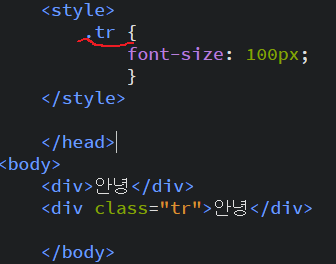 <style>
.tr {
font-size: 100px;
}
</style>
</head>
<body>
<div>안녕</div>
<div class="tr">안녕</div>
</body>